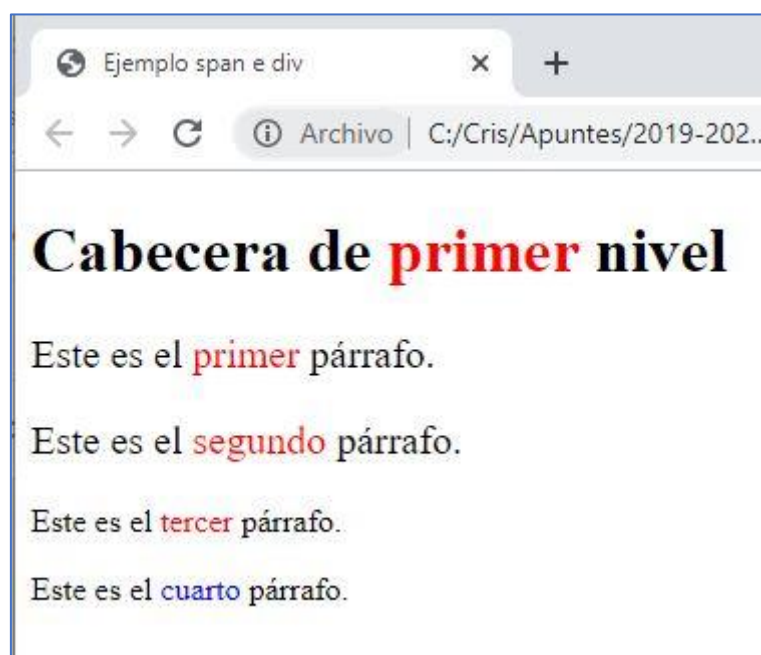 Ejemplo span e div
Archivo | C:/Cris/Apuntes/2019-202...
Cabecera de primer nivel
Este es el primer párrafo.
Este es el segundo párrafo.
Este es el tercer párrafo.
Este es el cuarto párrafo.